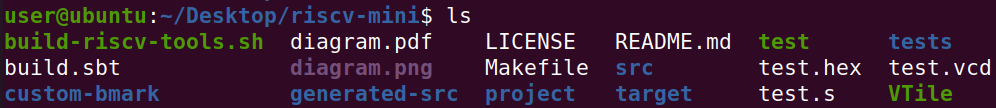 user@ubuntu:~/Desktop/riscv-mini$ ls
build-riscv-tools.sh diagram.pdf LICENSE README.md test tests
build.sbt diagram.png Makefile src test.hex test.vcd
custom-bmark generated-src project target test.s VTile